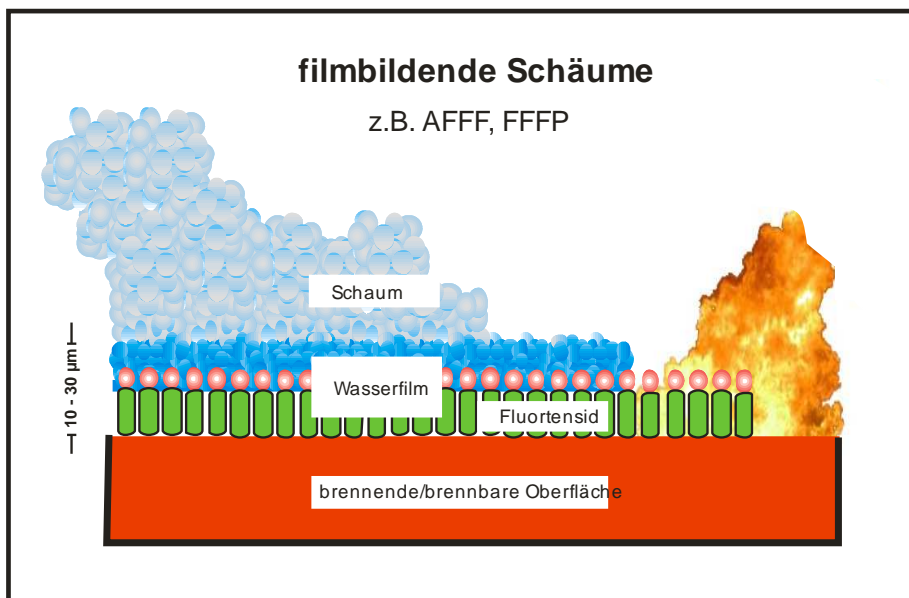 filmbildende Schäume
z.B. AFFF, FFFP
Schaum
10 - 30 µm
Wasserfilm
Fluortensid
brennende/brennbare Oberfläche